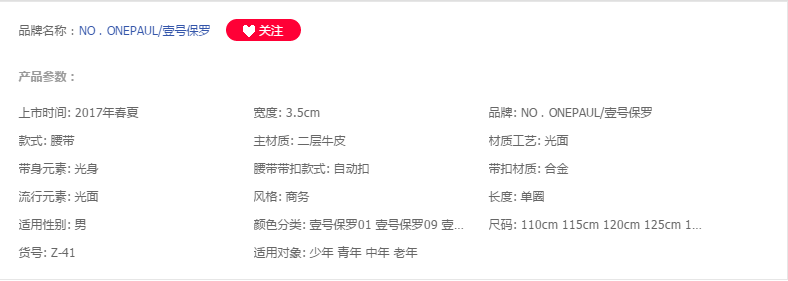 品牌名称：NO . ONEPAUL/壹号保罗 关注
产品参数：
上市时间: 2017年春夏 宽度: 3.5cm 品牌: NO . ONEPAUL/壹号保罗
款式: 腰带 主材质: 二层牛皮 材质工艺: 光面
带身元素: 光身 腰带带扣款式: 自动扣 带扣材质: 合金
流行元素: 光面 风格: 商务 长度: 单圈
适用性别: 男 颜色分类: 壹号保罗01 壹号保罗09 壹... 尺码: 110cm 115cm 120cm 125cm 1...
货号: Z-41 适用对象: 少年 青年 中年 老年